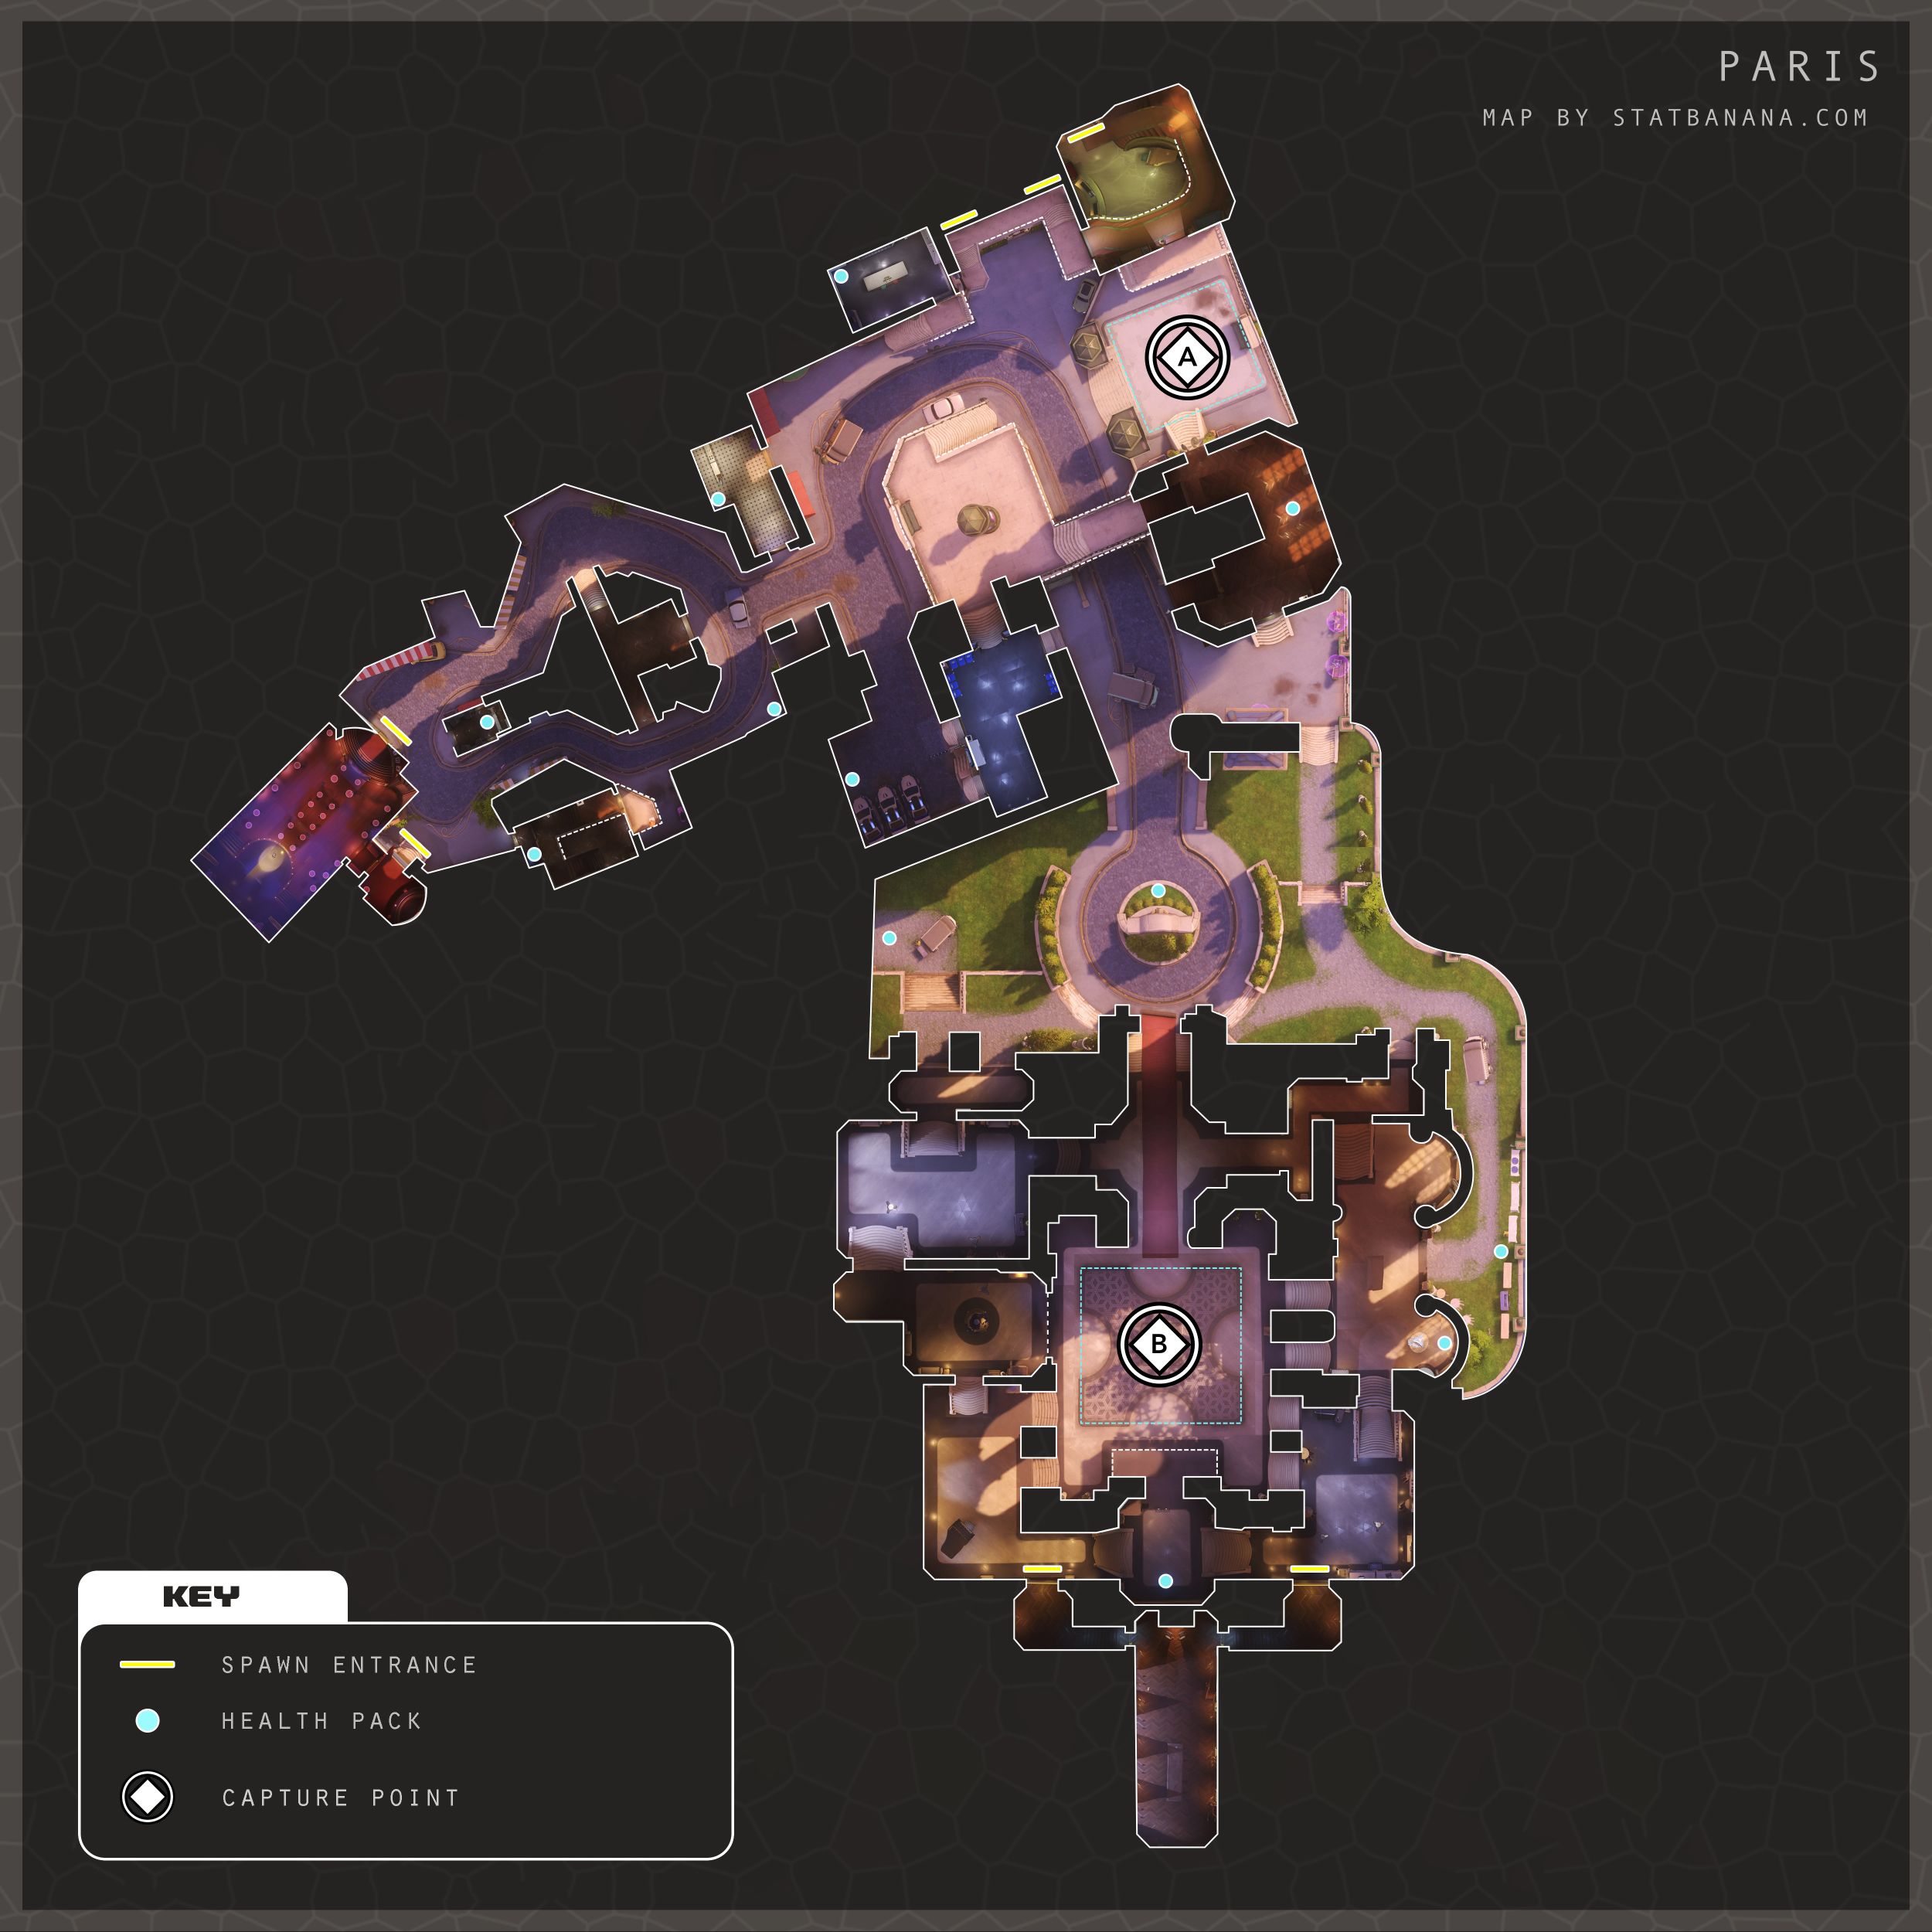 PARIS
MAP BY STATBANANA.COM
A
B
KEY
SPAWN ENTRANCE
HEALTH PACK
CAPTURE POINT